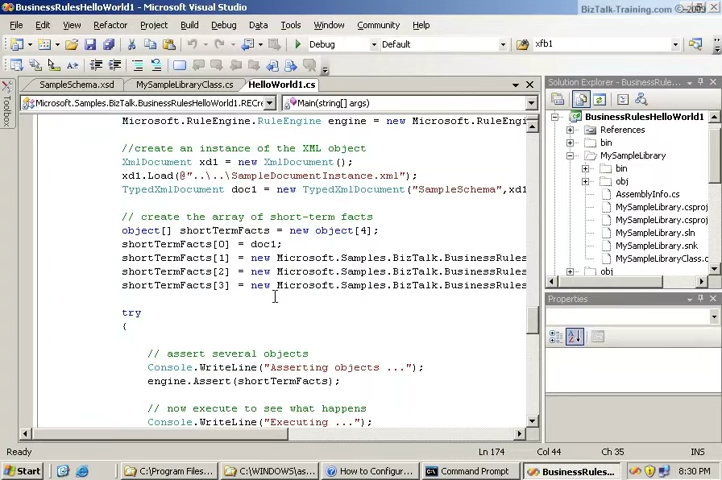 BusinessRulesHelloWorld1 - Microsoft Visual Studio
BizTalk-Training.com ©2009
File Edit View Refactor Project Build Debug Data Tools Window Community Help
Debug Default xfb1
SampleSchema.xsd MySampleLibraryClass.cs HelloWorld1.cs
Microsoft.Samples.BizTalk.BusinessRulesHelloWorld1.RECre Main(string[] args)
Toolbox
Microsoft.RuleEngine.RuleEngine engine = new Microsoft.RuleEngi
//create an instance of the XML object
XmlDocument xd1 = new XmlDocument ();
xd1.Load(@"..\..\SampleDocumentInstance.xml");
TypedXmlDocument doc1 = new TypedXmlDocument("SampleSchema",xd1
// create the array of short-term facts
object[] shortTermFacts = new object[4];
shortTermFacts[0] = doc1;
shortTermFacts[1] = new Microsoft.Samples.BizTalk.BusinessRules
shortTermFacts[2] = new Microsoft.Samples.BizTalk.BusinessRules
shortTermFacts[3] = new Microsoft.Samples.BizTalk.BusinessRules
try
{
// assert several objects
Console.WriteLine("Asserting objects ...");
engine.Assert(shortTermFacts);
// now execute to see what happens
Console.WriteLine("Executing ...");
Solution Explorer - BusinessRule...
BusinessRulesHelloWorld1
References
bin
MySampleLibrary
bin
obj
AssemblyInfo.cs
MySampleLibrary.csproj
MySampleLibrary.csproj
MySampleLibrary.sln
MySampleLibrary.snk
MySampleLibraryClass.c
obj
Properties
Ready Ln 174 Col 44 Ch 35 INS
Start C:\Program Files... C:\WINDOWS\as... How to Configur... Command Prompt BusinessRules... 8:30 PM